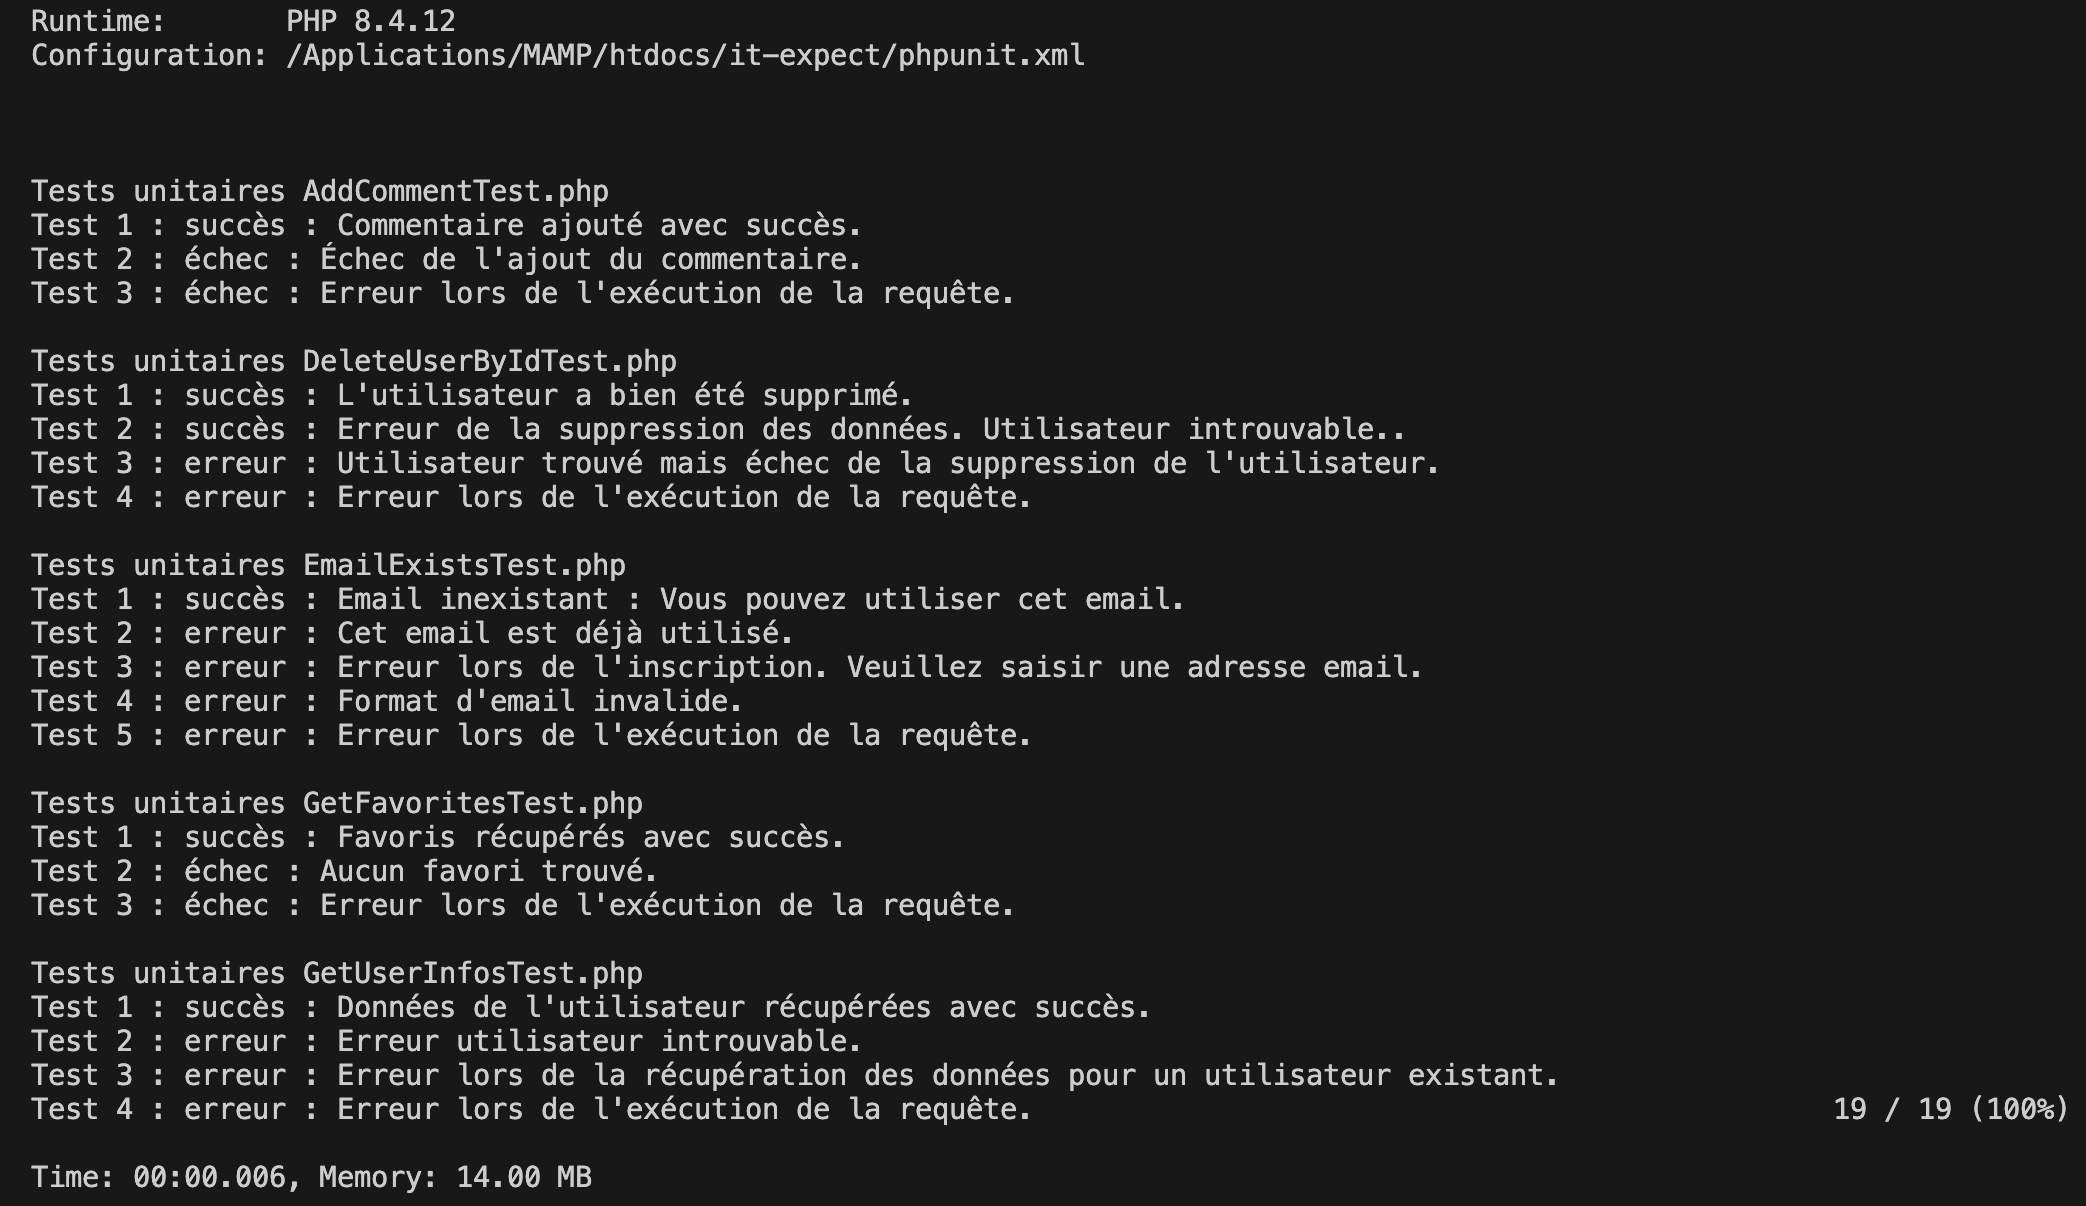 Runtime:       PHP 8.4.12
Configuration: /Applications/MAMP/htdocs/it-expect/phpunit.xml
Tests unitaires AddCommentTest.php
Test 1 : succès : Commentaire ajouté avec succès.
Test 2 : échec : Échec de l'ajout du commentaire.
Test 3 : échec : Erreur lors de l'exécution de la requête.
Tests unitaires DeleteUserByIdTest.php
Test 1 : succès : L'utilisateur a bien été supprimé.
Test 2 : succès : Erreur de la suppression des données. Utilisateur introuvable..
Test 3 : erreur : Utilisateur trouvé mais échec de la suppression de l'utilisateur.
Test 4 : erreur : Erreur lors de l'exécution de la requête.
Tests unitaires EmailExistsTest.php
Test 1 : succès : Email inexistant : Vous pouvez utiliser cet email.
Test 2 : erreur : Cet email est déjà utilisé.
Test 3 : erreur : Erreur lors de l'inscription. Veuillez saisir une adresse email.
Test 4 : erreur : Format d'email invalide.
Test 5 : erreur : Erreur lors de l'exécution de la requête.
Tests unitaires GetFavoritesTest.php
Test 1 : succès : Favoris récupérés avec succès.
Test 2 : échec : Aucun favori trouvé.
Test 3 : échec : Erreur lors de l'exécution de la requête.
Tests unitaires GetUserInfosTest.php
Test 1 : succès : Données de l'utilisateur récupérées avec succès.
Test 2 : erreur : Erreur utilisateur introuvable.
Test 3 : erreur : Erreur lors de la récupération des données pour un utilisateur existant.
Test 4 : erreur : Erreur lors de l'exécution de la requête. 19 / 19 (100%)
Time: 00:00.006, Memory: 14.00 MB